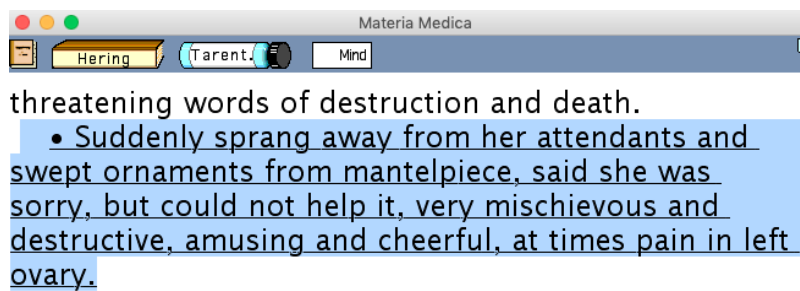 Materia Medica
Hering Tarent. Mind
threatening words of destruction and death.
• Suddenly sprang away from her attendants and
swept ornaments from mantelpiece, said she was
sorry, but could not help it, very mischievous and
destructive, amusing and cheerful, at times pain in left
ovary.